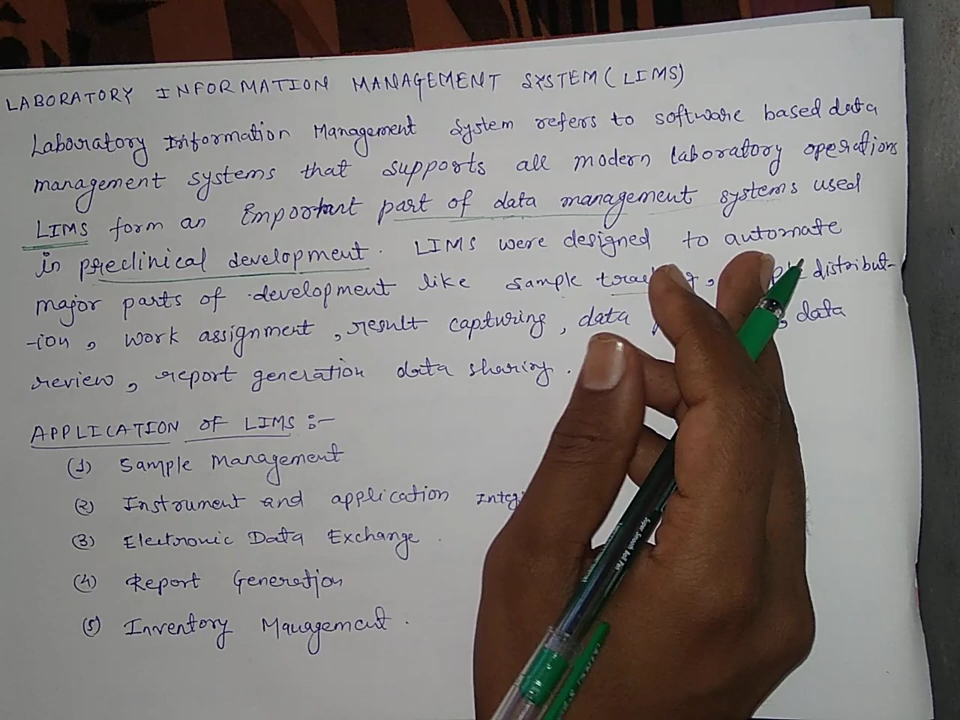 LABORATORY INFORMATION MANAGEMENT SYSTEM (LIMS)
Laboratory Information Management System refers to software based data
management systems that supports all modern laboratory operations
LIMS form an Important part of data management systems used
in preclinical development. LIMS were designed to automate
major parts of development like sample distribut-
-ion, work assignment, result capturing, data , data
review, report generation data sharing.
APPLICATION OF LIMS :-
(1) Sample Management
(2) Instrument and application
(3) Electronic Data Exchange.
(4) Report Generation
(5) Inventory Management.